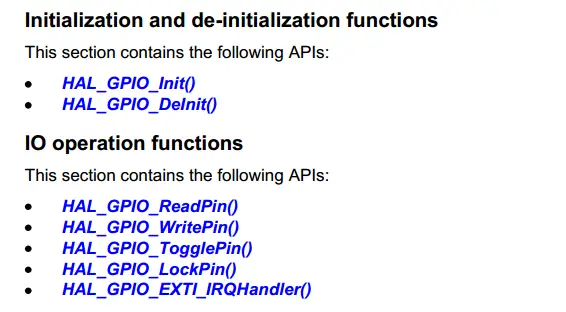 Initialization and de-initialization functions
This section contains the following APIs:
• HAL_GPIO_Init()
• HAL_GPIO_DeInit()
IO operation functions
This section contains the following APIs:
• HAL_GPIO_ReadPin()
• HAL_GPIO_WritePin()
• HAL_GPIO_TogglePin()
• HAL_GPIO_LockPin()
• HAL_GPIO_EXTI_IRQHandler()